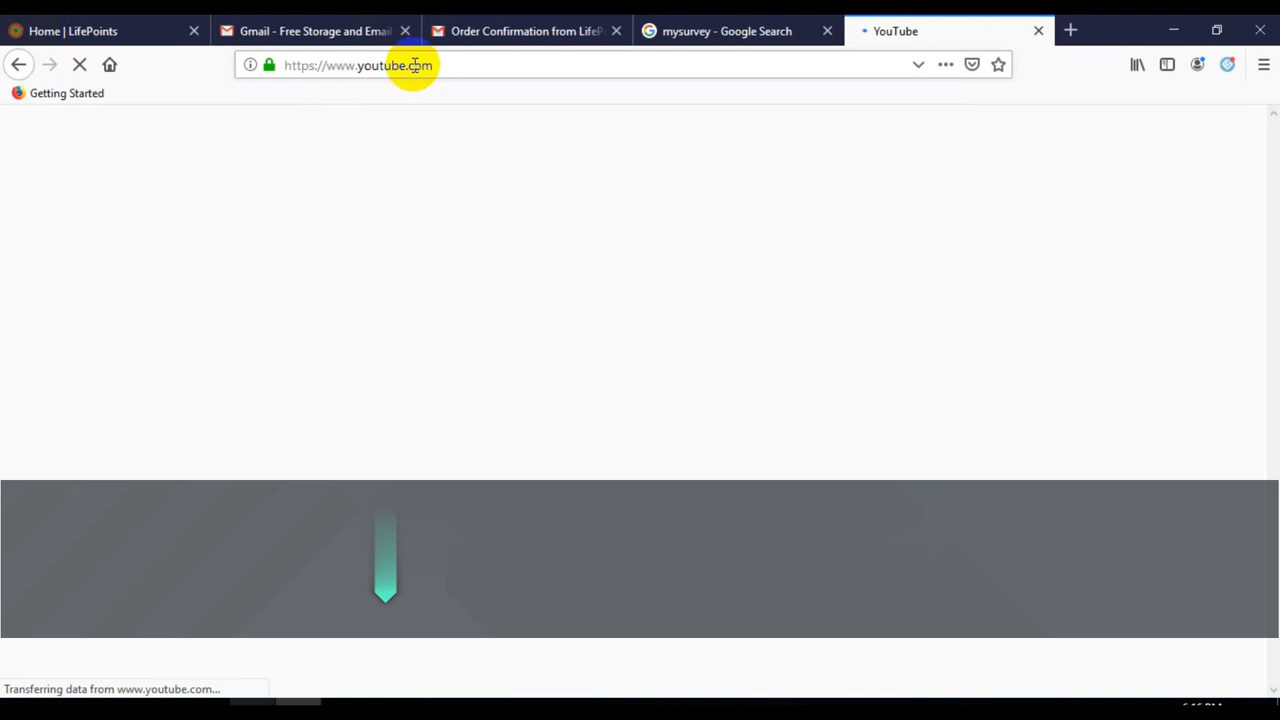 Home | LifePoints
Gmail - Free Storage and Email
Order Confirmation from LifeP
mysurvey - Google Search
YouTube
https://www.youtube.com
Getting Started
Transferring data from www.youtube.com...